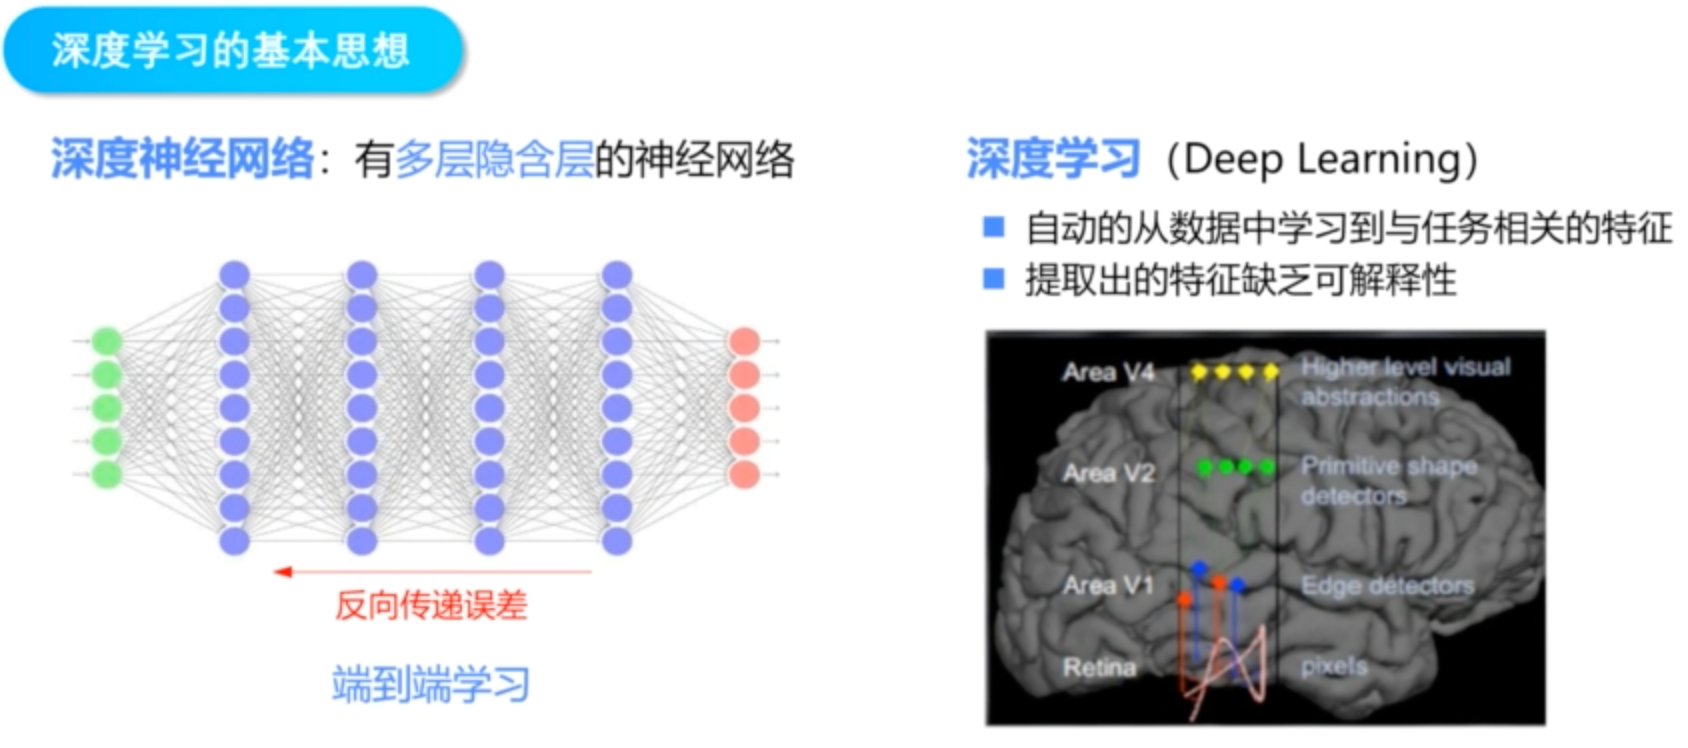 深度学习的基本思想
深度神经网络：有多层隐含层的神经网络
反向传递误差
端到端学习
深度学习（Deep Learning）
自动的从数据中学习到与任务相关的特征
提取出的特征缺乏可解释性
Area V4
Higher level visual
abstractions
Area V2
Primitive shape
detectors
Area V1
Edge detectors
Retina
pixels